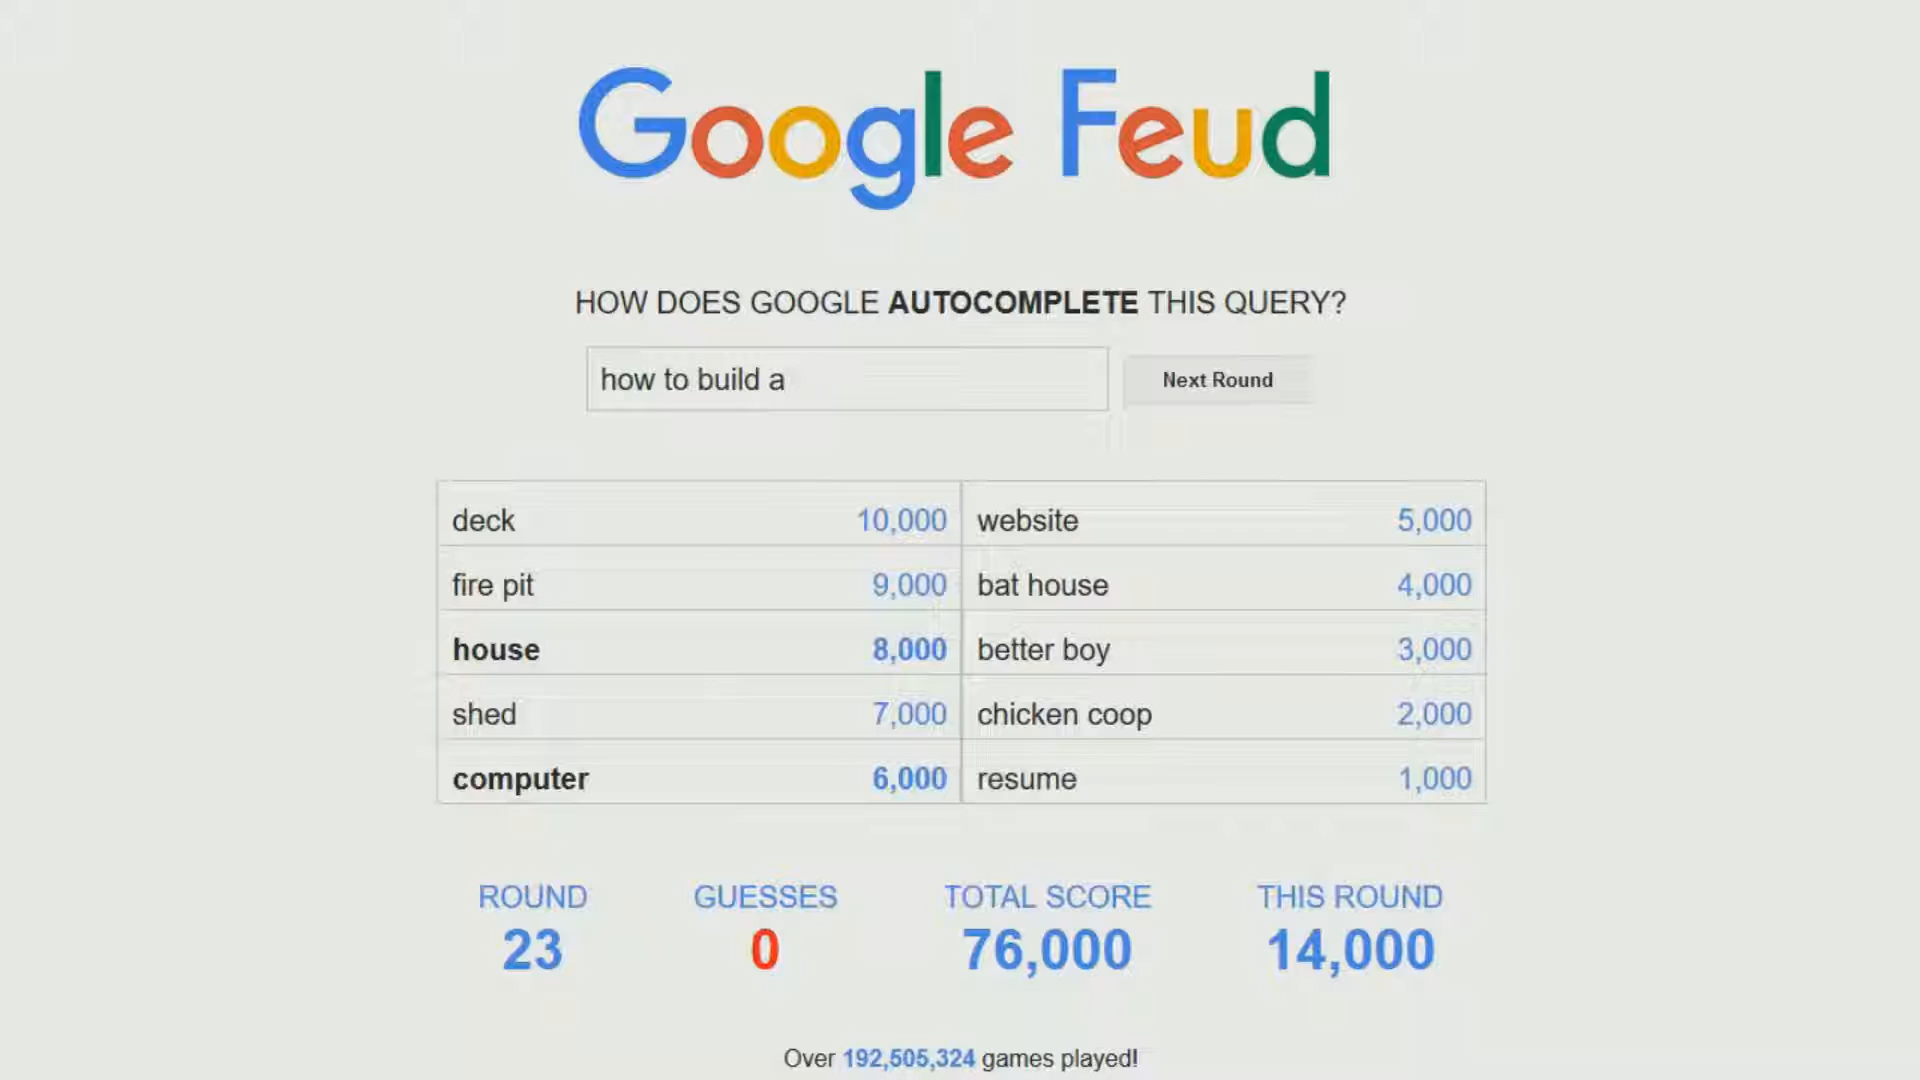 Google Feud
HOW DOES GOOGLE AUTOCOMPLETE THIS QUERY?
how to build a
Next Round
deck 10,000
fire pit 9,000
house 8,000
shed 7,000
computer 6,000
website 5,000
bat house 4,000
better boy 3,000
chicken coop 2,000
resume 1,000
ROUND
23
GUESSES
0
TOTAL SCORE
76,000
THIS ROUND
14,000
Over 192,505,324 games played!